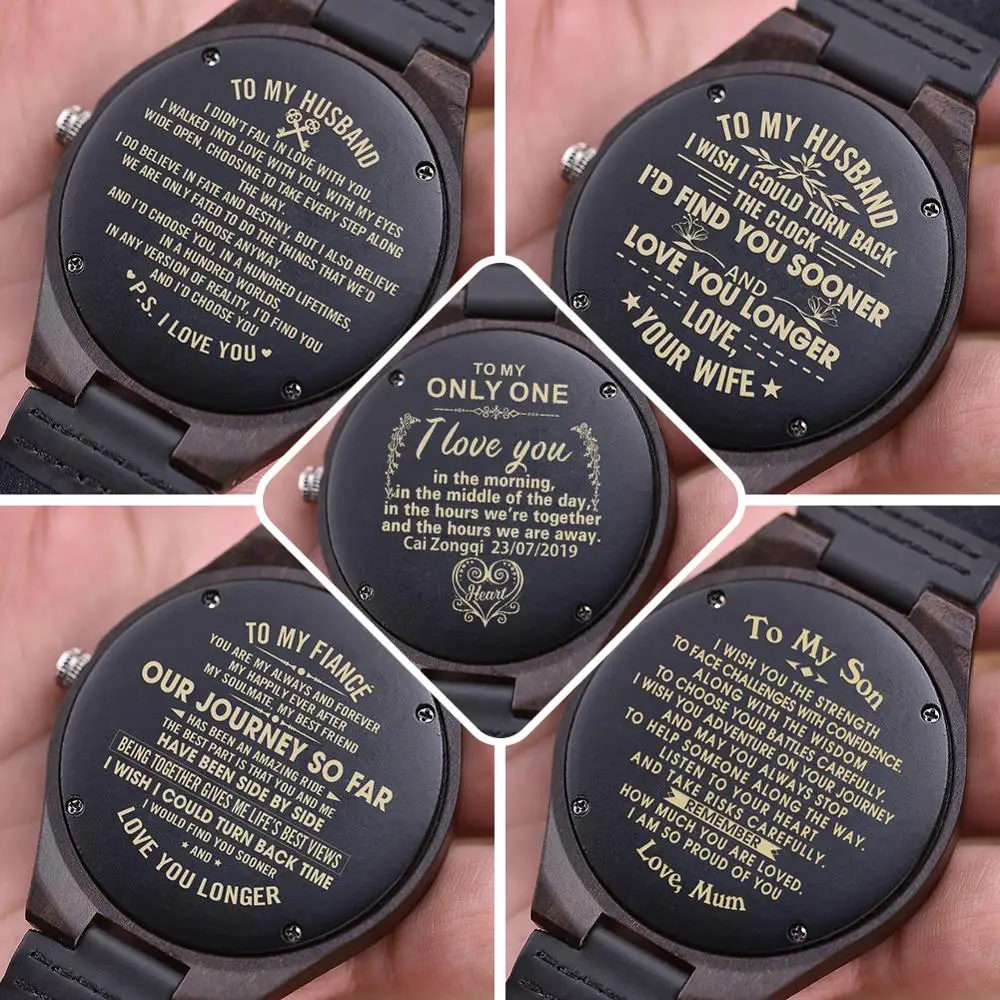 TO MY HUSBAND
I DIDN'T FALL IN LOVE WITH YOU.
I WALKED INTO LOVE WITH YOU, WITH MY EYES
WIDE OPEN, CHOOSING TO TAKE THE EVERY STEP ALONG
THE WAY.
I DO BELIEVE IN FATE AND DESTINY. BUT I ALSO BELIEVE
WE ARE ONLY FATED TO DO THE THINGS THAT WE'D
CHOOSE ANYWAY.
AND I'D CHOOSE YOU, IN A HUNDRED LIFETIMES,
IN A HUNDRED WORLDS,
IN ANY VERSION OF REALITY, I'D FIND YOU
AND I'D CHOOSE YOU
P.S. I LOVE YOU
TO MY HUSBAND
I WISH I COULD TURN BACK
THE CLOCK
I'D FIND YOU SOONER
AND
LOVE YOU LONGER
LOVE,
YOUR WIFE
TO MY
ONLY ONE
I love you
in the morning,
in the middle of the day,
in the hours we're together
and the hours we are away.
Cai Zongqi 23/07/2019
Heart
TO MY FIANCÉ
YOU ARE MY ALWAYS AND FOREVER
MY HAPPILY EVER AFTER
MY SOULMATE, MY BEST FRIEND
OUR JOURNEY SO FAR
HAS BEEN AN AMAZING RIDE
THE BEST PART IS THAT YOU AND ME
HAVE BEEN SIDE BY SIDE
BEING TOGETHER GIVES ME LIFE'S BEST VIEWS
I WISH I COULD TURN BACK TIME
I WOULD FIND YOU SOONER
AND
LOVE YOU LONGER
To My Son
I WISH YOU THE STRENGTH
TO FACE CHALLENGES WITH CONFIDENCE.
ALONG WITH THE WISDOM
TO CHOOSE YOUR BATTLES CAREFULLY.
I WISH YOU ADVENTURE ON YOUR JOURNEY
AND MAY YOU ALWAYS STOP
TO HELP SOMEONE ALONG THE WAY.
LISTEN TO YOUR HEART
AND TAKE RISKS CAREFULLY.
REMEMBER
HOW MUCH YOU ARE LOVED.
I AM SO PROUD OF YOU
Love, Mum